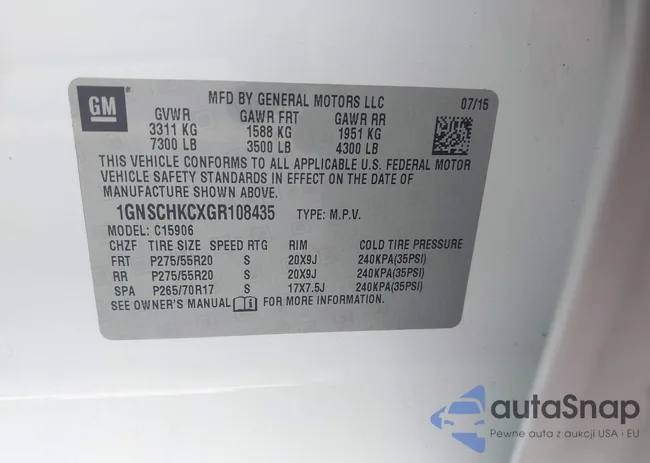 GM
MFD BY GENERAL MOTORS LLC 07/15
GVWR GAWR FRT GAWR RR
3311 KG 1588 KG 1951 KG
7300 LB 3500 LB 4300 LB
THIS VEHICLE CONFORMS TO ALL APPLICABLE U.S. FEDERAL MOTOR
VEHICLE SAFETY STANDARDS IN EFFECT ON THE DATE OF
MANUFACTURE SHOWN ABOVE.
1GNSCHKCXGR108435 TYPE: M.P.V.
MODEL: C15906
CHZF TIRE SIZE SPEED RTG RIM COLD TIRE PRESSURE
FRT P275/55R20 S 20X9J 240KPA(35PSI)
RR P275/55R20 S 20X9J 240KPA(35PSI)
SPA P265/70R17 S 17X7.5J 240KPA(35PSI)
SEE OWNER'S MANUAL FOR MORE INFORMATION
autaSnap
Pewne auta z aukcji USA i EU